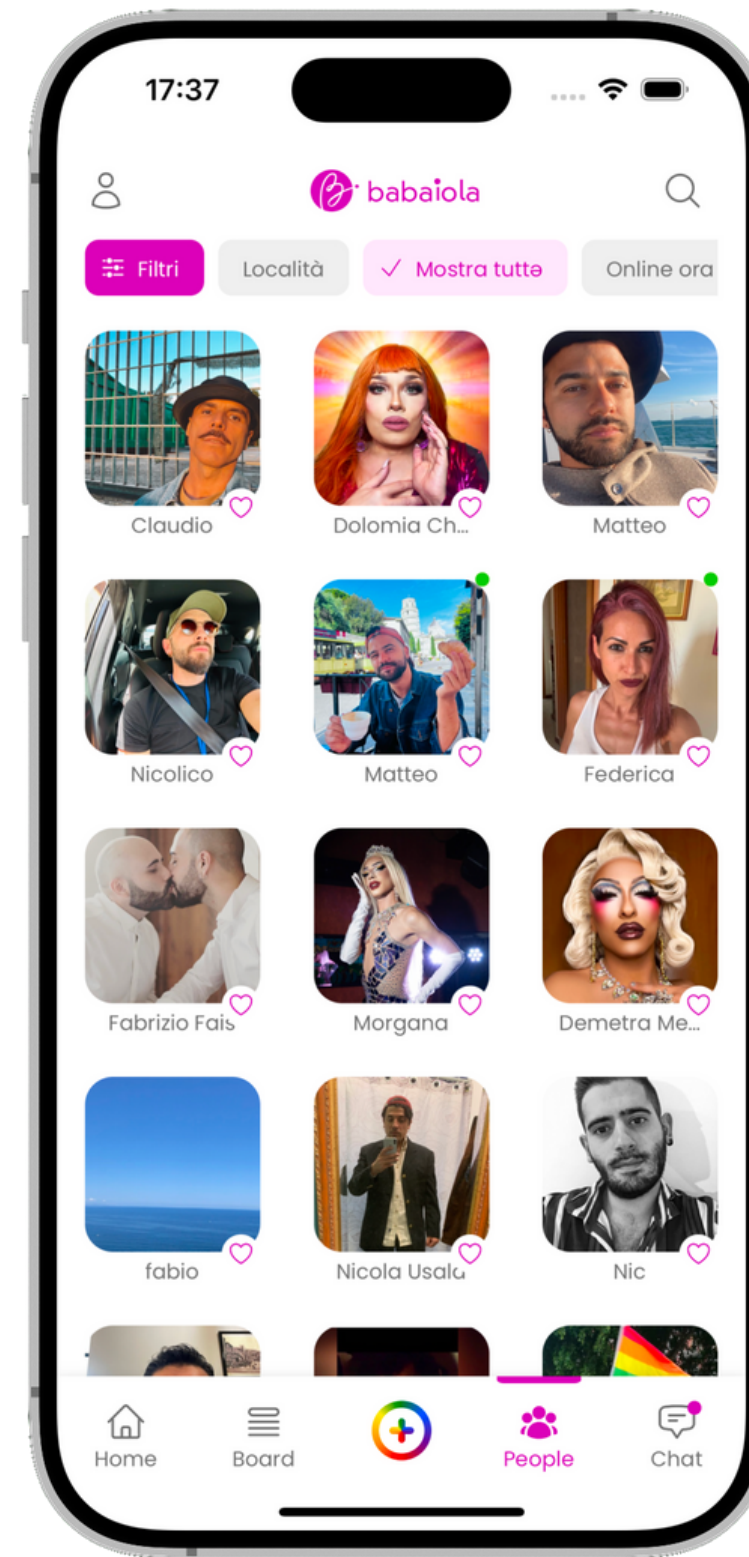 17:37
babaiola
Filtri
Località
Mostra tuttə
Online ora
Claudio
Dolomia Ch...
Matteo
Nicolico
Matteo
Federica
Fabrizio Fais
Morgana
Demetra Me...
fabio
Nicola Usala
Nic
Home
Board
People
Chat